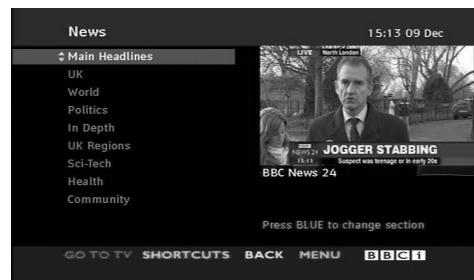 News
15:13 09 Dec
Main Headlines
UK
World
Politics
In Depth
UK Regions
Sci-Tech
Health
Community
LIVE North London
NEWS 24
15:13
JOGGER STABBING
Suspect was teenage or in early 20s
BBC News 24
Press BLUE to change section
GO TO TV SHORTCUTS BACK MENU BBCi